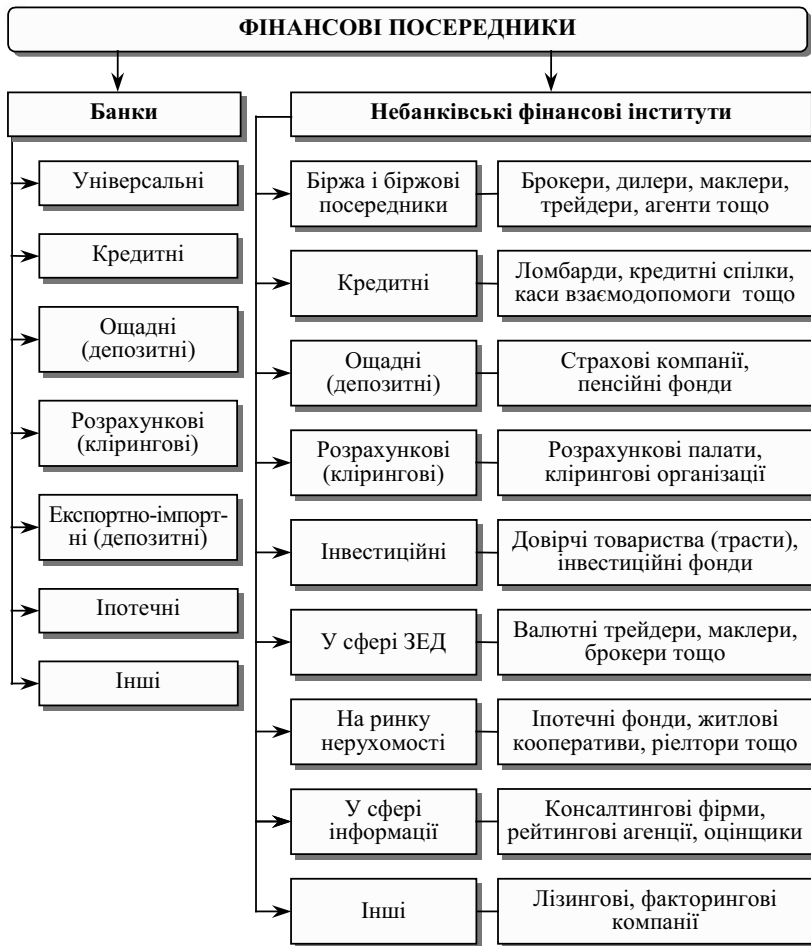 ФІНАНСОВІ ПОСЕРЕДНИКИ
Банки
Універсальні
Кредитні
Ощадні
(депозитні)
Розрахункові
(клірингові)
Експортно-імпорт-
ні (депозитні)
Іпотечні
Інші
Небанківські фінансові інститути
Біржа і біржові
посередники
Брокери, дилери, маклери,
трейдери, агенти тощо
Кредитні
Ломбарди, кредитні спілки,
каси взаємодопомоги тощо
Ощадні
(депозитні)
Страхові компанії,
пенсійні фонди
Розрахункові
(клірингові)
Розрахункові палати,
клірингові організації
Інвестиційні
Довірчі товариства (трасти),
інвестиційні фонди
У сфері ЗЕД
Валютні трейдери, маклери,
брокери тощо
На ринку
нерухомості
Іпотечні фонди, житлові
кооперативи, ріелтори тощо
У сфері
інформації
Консалтингові фірми,
рейтингові агенції, оцінщики
Інші
Лізингові, факторингові
компанії